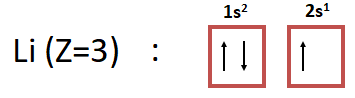 1s² 2s¹
Li (Z=3) :